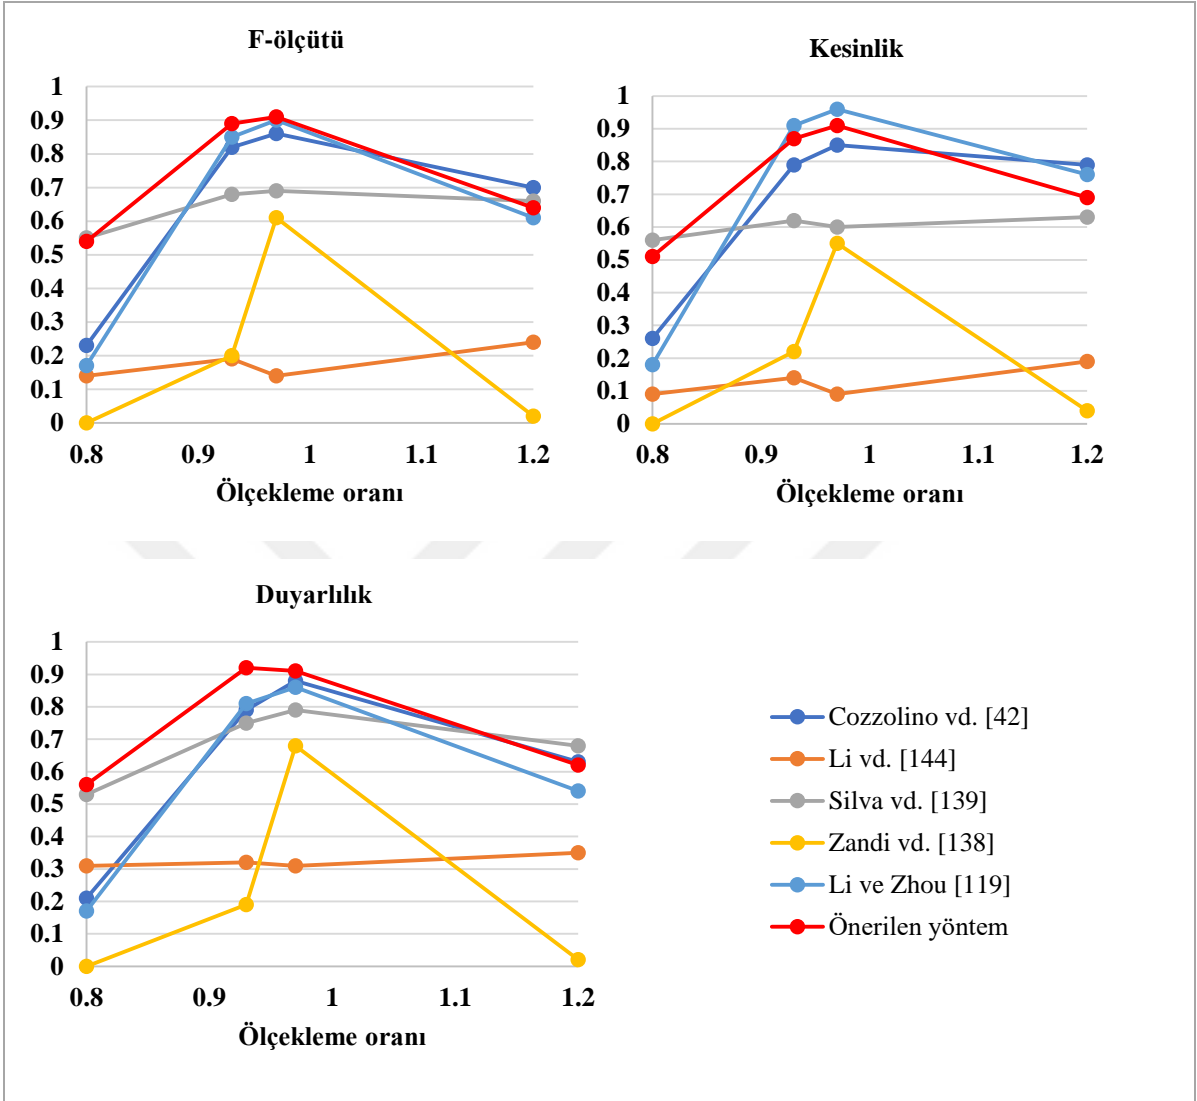 F-ölçütü
1
0.9
0.8
0.7
0.6
0.5
0.4
0.3
0.2
0.1
0
0.8 0.9 1 1.1 1.2
Ölçekleme oranı
Kesinlik
1
0.9
0.8
0.7
0.6
0.5
0.4
0.3
0.2
0.1
0
0.8 0.9 1 1.1 1.2
Ölçekleme oranı
Duyarlılık
1
0.9
0.8
0.7
0.6
0.5
0.4
0.3
0.2
0.1
0
0.8 0.9 1 1.1 1.2
Ölçekleme oranı
Cozzolino vd. [42]
Li vd. [144]
Silva vd. [139]
Zandi vd. [138]
Li ve Zhou [119]
Önerilen yöntem